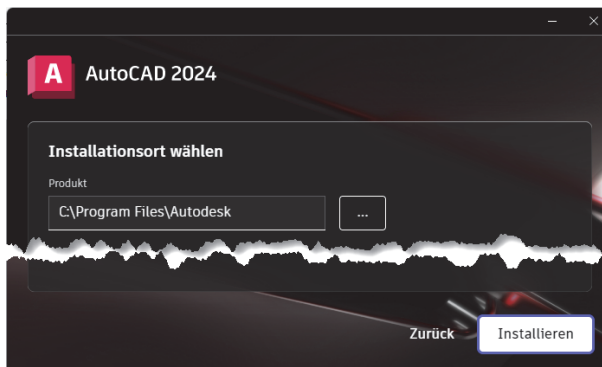 A AutoCAD 2024
Installationsort wählen
Produkt
C:\Program Files\Autodesk ...
Zurück Installieren